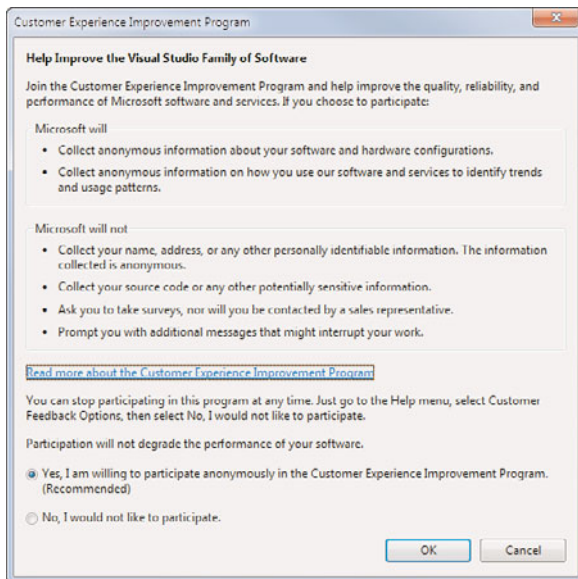 Customer Experience Improvement Program
Help Improve the Visual Studio Family of Software
Join the Customer Experience Improvement Program and help improve the quality, reliability, and
performance of Microsoft software and services. If you choose to participate:
Microsoft will
• Collect anonymous information about your software and hardware configurations.
• Collect anonymous information on how you use our software and services to identify trends
and usage patterns.
Microsoft will not
• Collect your name, address, or any other personally identifiable information. The information
collected is anonymous.
• Collect your source code or any other potentially sensitive information.
• Ask you to take surveys, nor will you be contacted by a sales representative.
• Prompt you with additional messages that might interrupt your work.
Read more about the Customer Experience Improvement Program
You can stop participating in this program at any time. Just go to the Help menu, select Customer
Feedback Options, then select No, I would not like to participate.
Participation will not degrade the performance of your software.
Yes, I am willing to participate anonymously in the Customer Experience Improvement Program.
(Recommended)
No, I would not like to participate.
OK
Cancel